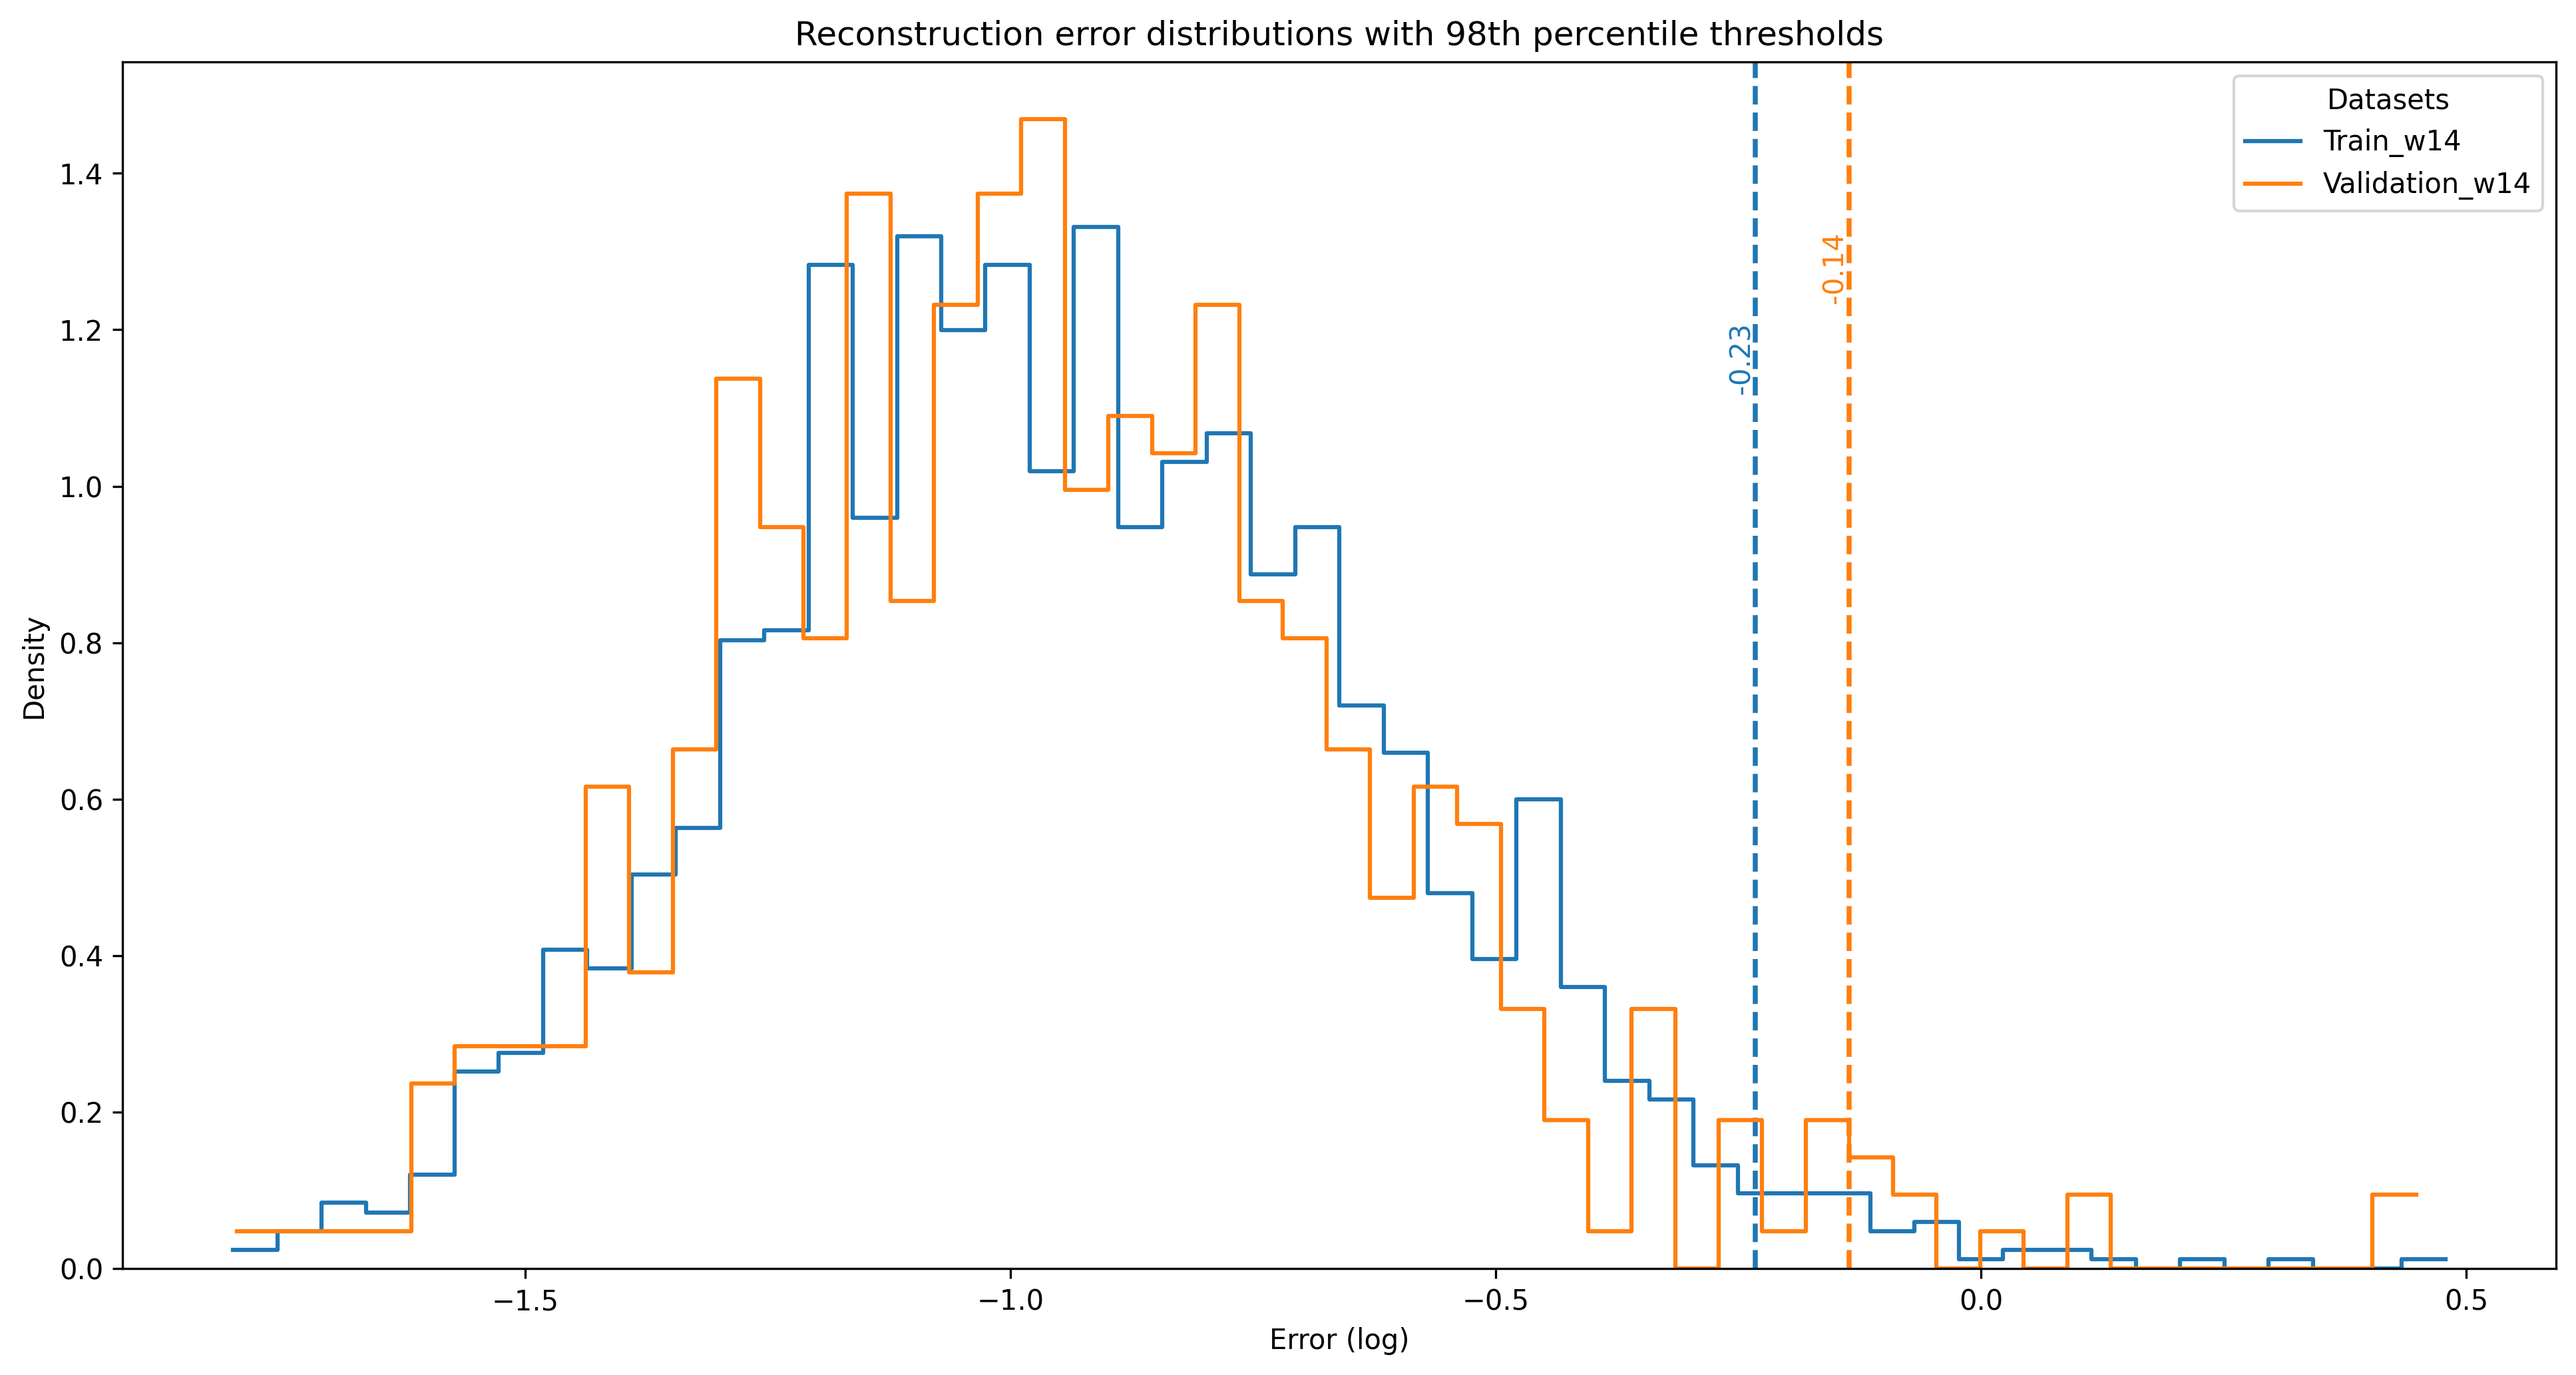 Reconstruction error distributions with 98th percentile thresholds
Datasets
Train_w14
Validation_w14
-0.14
-0.23
Density
1.4
1.2
1.0
0.8
0.6
0.4
0.2
0.0
−1.5
−1.0
−0.5
0.0
0.5
Error (log)